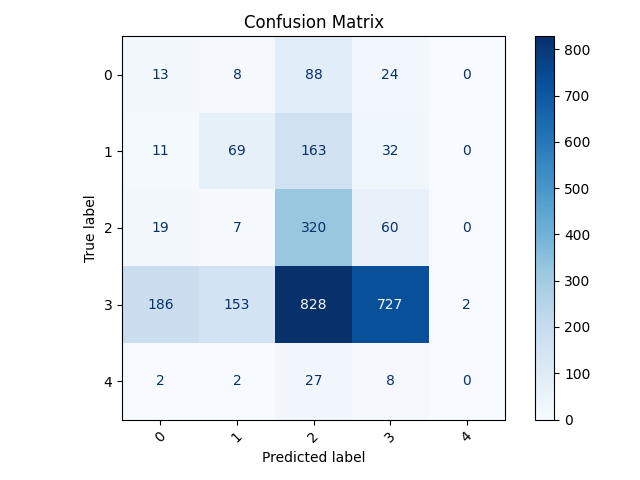 Confusion Matrix
True label
0 13 8 88 24 0
1 11 69 163 32 0
2 19 7 320 60 0
3 186 153 828 727 2
4 2 2 27 8 0
0 1 2 3 4
Predicted label
800
700
600
500
400
300
200
100
0